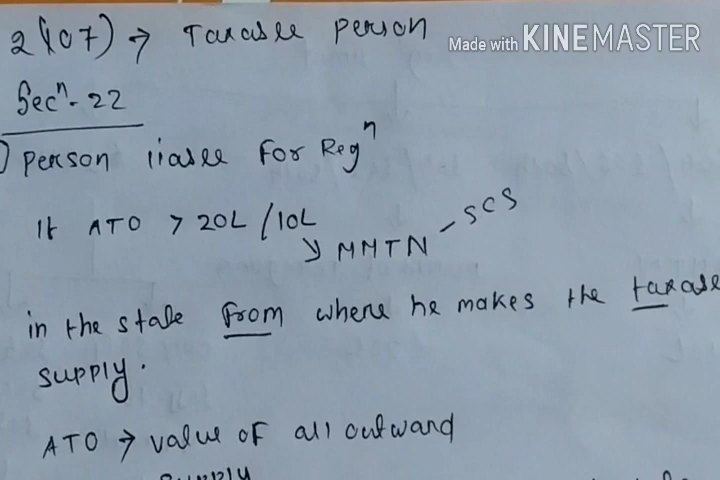 2(107) → Taxable person
Made with KINEMASTER
Secⁿ - 22
Person liable for Regⁿ
If ATO > 20L / 10L
↘ MMTN - SCS
in the state from where he makes the taxable
supply.
ATO → value of all outward
supply